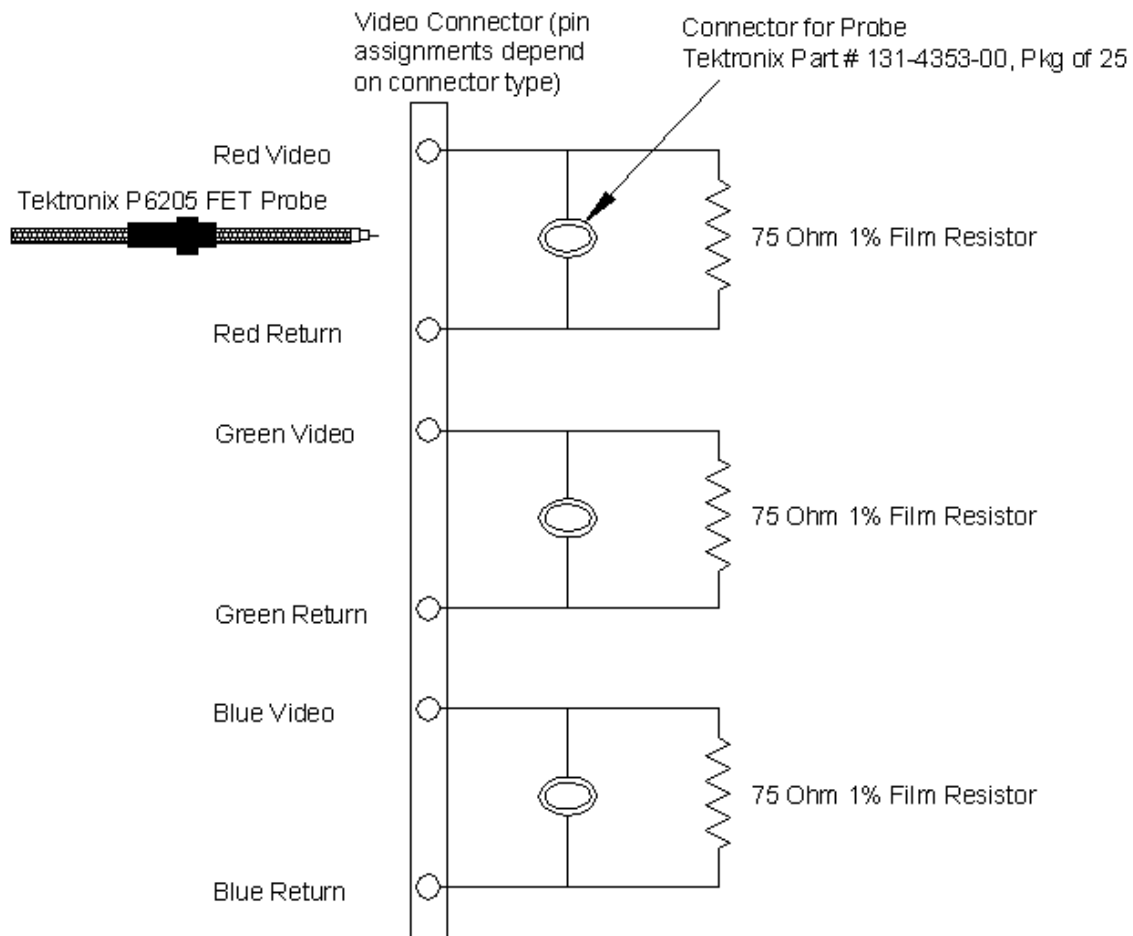 Video Connector (pin
assignments depend
on connector type)
Connector for Probe
Tektronix Part # 131-4353-00, Pkg of 25
Red Video
Tektronix P6205 FET Probe
75 Ohm 1% Film Resistor
Red Return
Green Video
75 Ohm 1% Film Resistor
Green Return
Blue Video
75 Ohm 1% Film Resistor
Blue Return